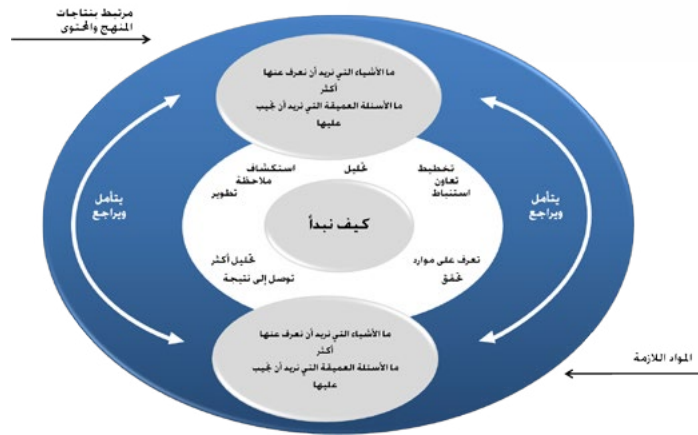 مرتبط بنتاجات
المنهج والمحتوى
ما الأشياء التي نريد أن نعرف عنها
أكثر
ما الأسئلة العميقة التي نريد أن نجيب
عليها
تخطيط
تعاون
استنباط
تحليل
استكشاف
ملاحظة
تطوير
يتأمل
ويراجع
كيف نبدأ
يتأمل
ويراجع
تعرف على موارد
تحقق
تحليل أكثر
توصل إلى نتيجة
ما الأشياء التي نريد أن نعرف عنها
أكثر
ما الأسئلة العميقة التي نريد أن نجيب
عليها
المواد اللازمة